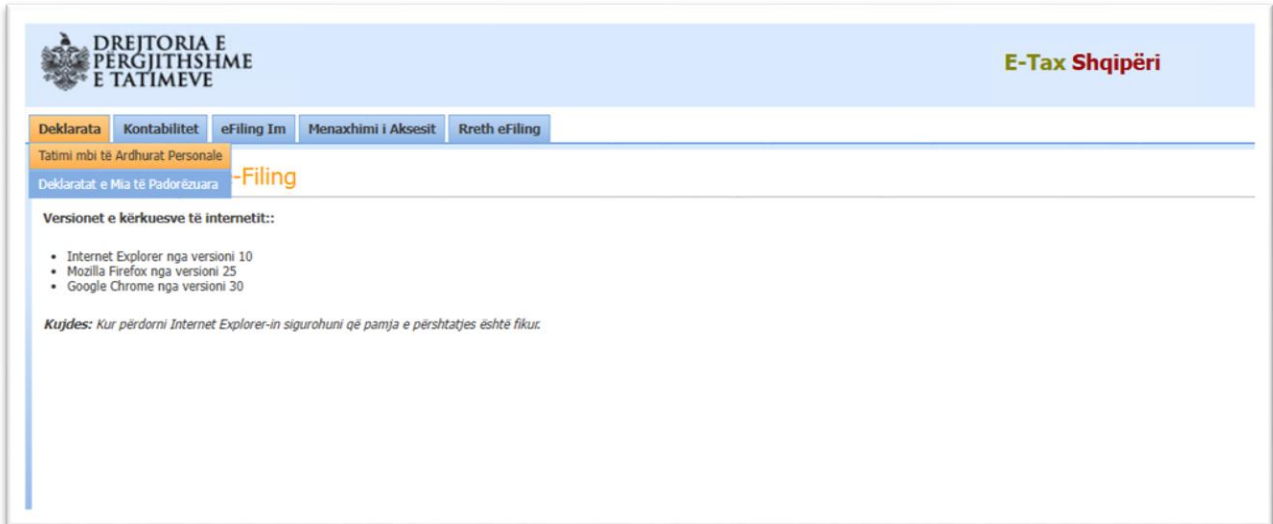 DREJTORIA E
PËRGJITHSHME
E TATIMEVE
E-Tax Shqipëri
Deklarata Kontabilitet eFiling Im Menaxhimi i Aksesit Rreth eFiling
Tatimi mbi të Ardhurat Personale
Deklaratat e Mia të Padorëzuara
-Filing
Versionet e kërkuesve të internetit::
• Internet Explorer nga versioni 10
• Mozilla Firefox nga versioni 25
• Google Chrome nga versioni 30
Kujdes: Kur përdorni Internet Explorer-in sigurohuni që pamja e përshtatjes është fikur.